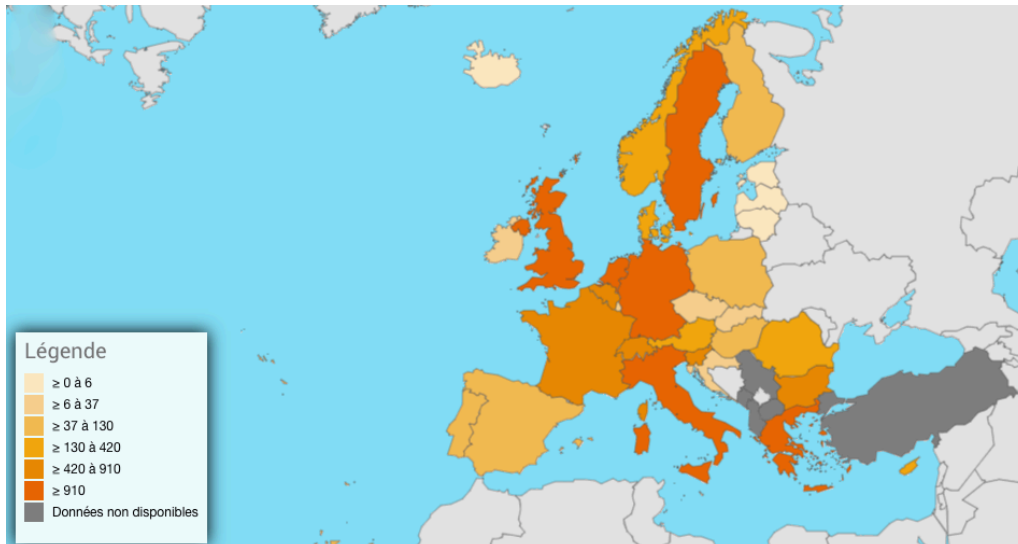 Légende
≥ 0 à 6
≥ 6 à 37
≥ 37 à 130
≥ 130 à 420
≥ 420 à 910
≥ 910
Données non disponibles